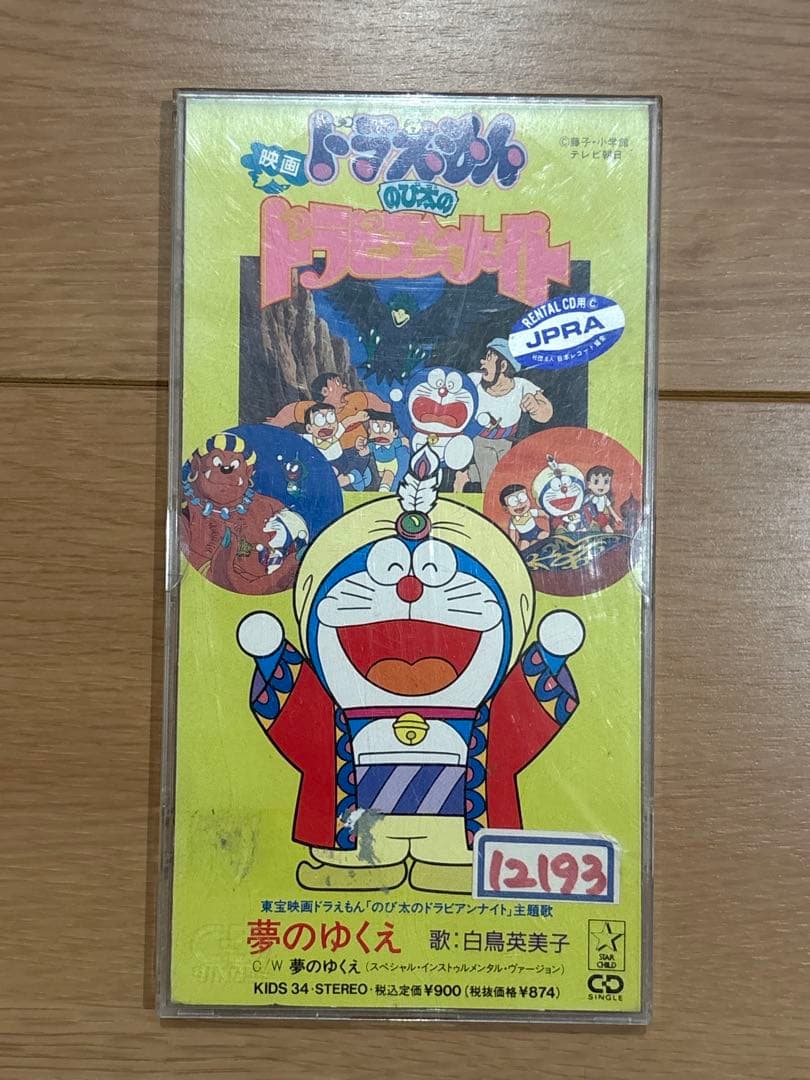 ©藤子・小学館
テレビ朝日
映画
ドラえもん
のび太の
ドラビアンナイト
RENTAL CD用 C
JPRA
12193
東宝映画ドラえもん「のび太のドラビアンナイト」主題歌
夢のゆくえ 歌:白鳥英美子
C/W 夢のゆくえ(スペシャル・インストゥルメンタル・ヴァージョン)
KIDS 34・STEREO・税込定価¥900(税抜価格¥874)
STAR
CHILD
CD
SINGLE